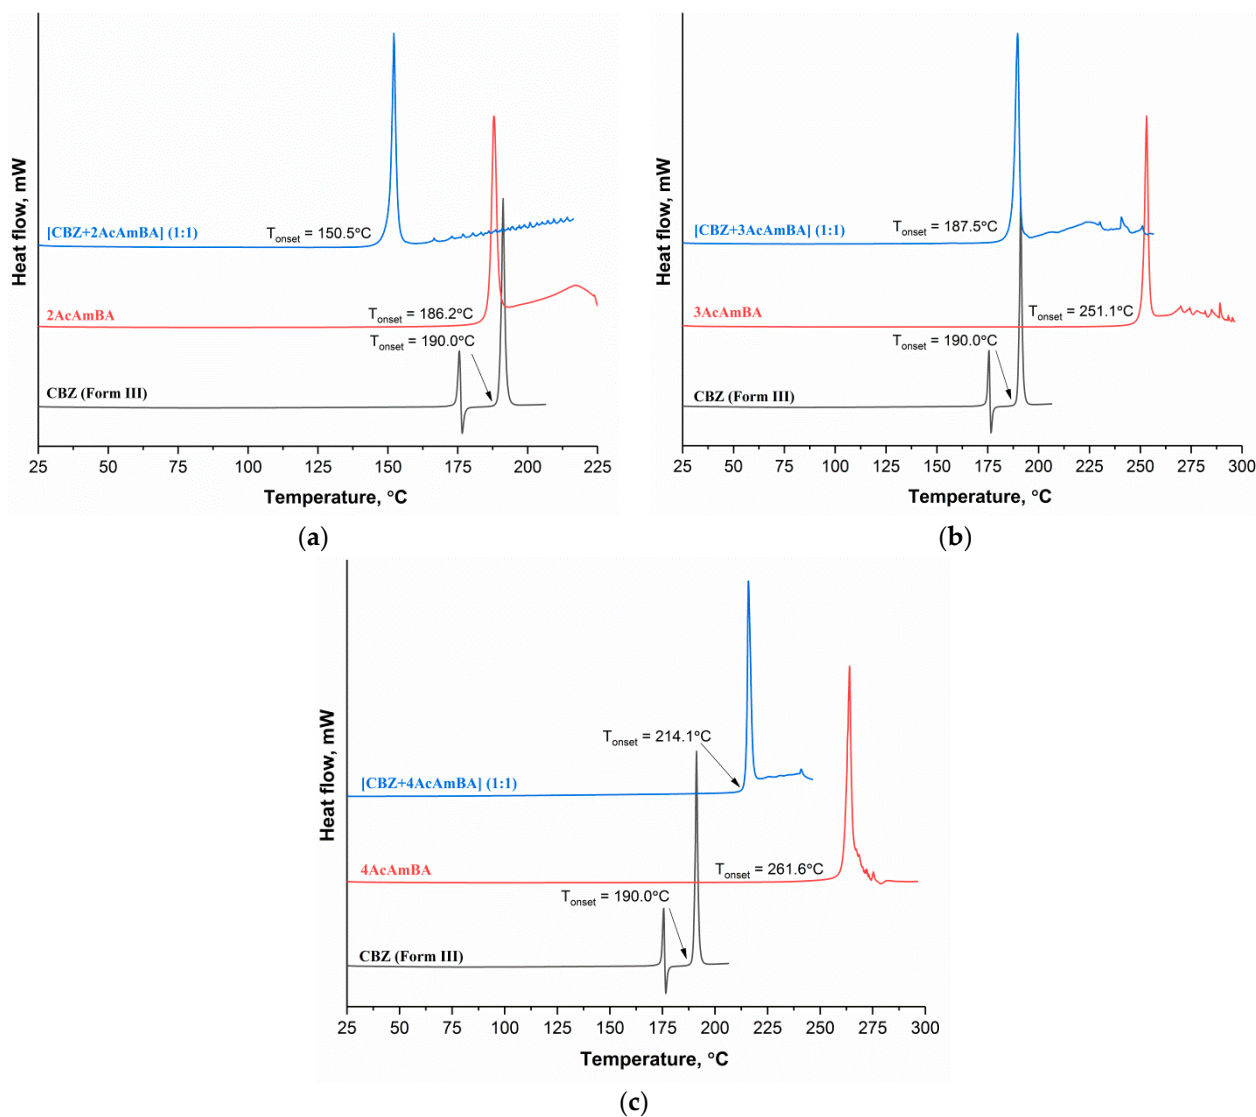 Heat flow, mW
[CBZ+2AcAmBA] (1:1)
Tonset = 150.5°C
2AcAmBA
Tonset = 186.2°C
Tonset = 190.0°C
CBZ (Form III)
25 50 75 100 125 150 175 200 225
Temperature, °C
(a)
Heat flow, mW
[CBZ+3AcAmBA] (1:1)
Tonset = 187.5°C
3AcAmBA
Tonset = 251.1°C
Tonset = 190.0°C
CBZ (Form III)
25 50 75 100 125 150 175 200 225 250 275 300
Temperature, °C
(b)
Heat flow, mW
Tonset = 214.1°C
[CBZ+4AcAmBA] (1:1)
4AcAmBA
Tonset = 261.6°C
Tonset = 190.0°C
CBZ (Form III)
25 50 75 100 125 150 175 200 225 250 275 300
Temperature, °C
(c)